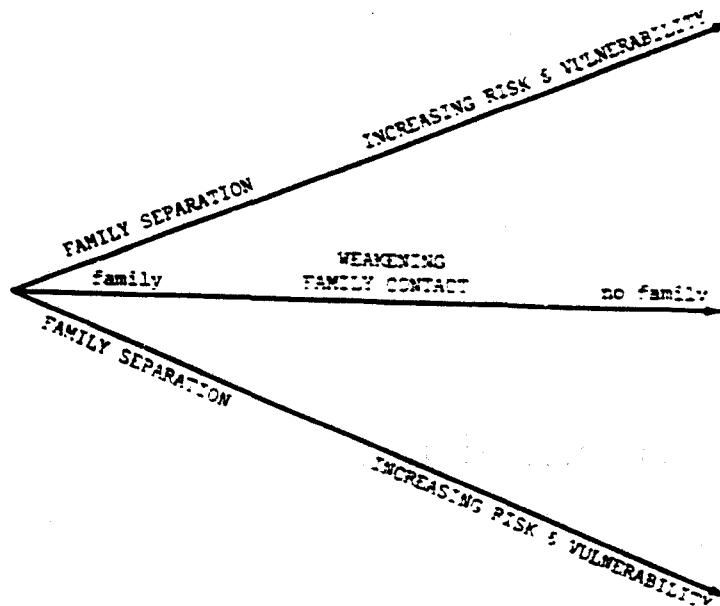 FAMILY SEPARATION
INCREASING RISK & VULNERABILITY
family
WEAKENING
FAMILY CONTACT
no family
FAMILY SEPARATION
INCREASING RISK & VULNERABILITY